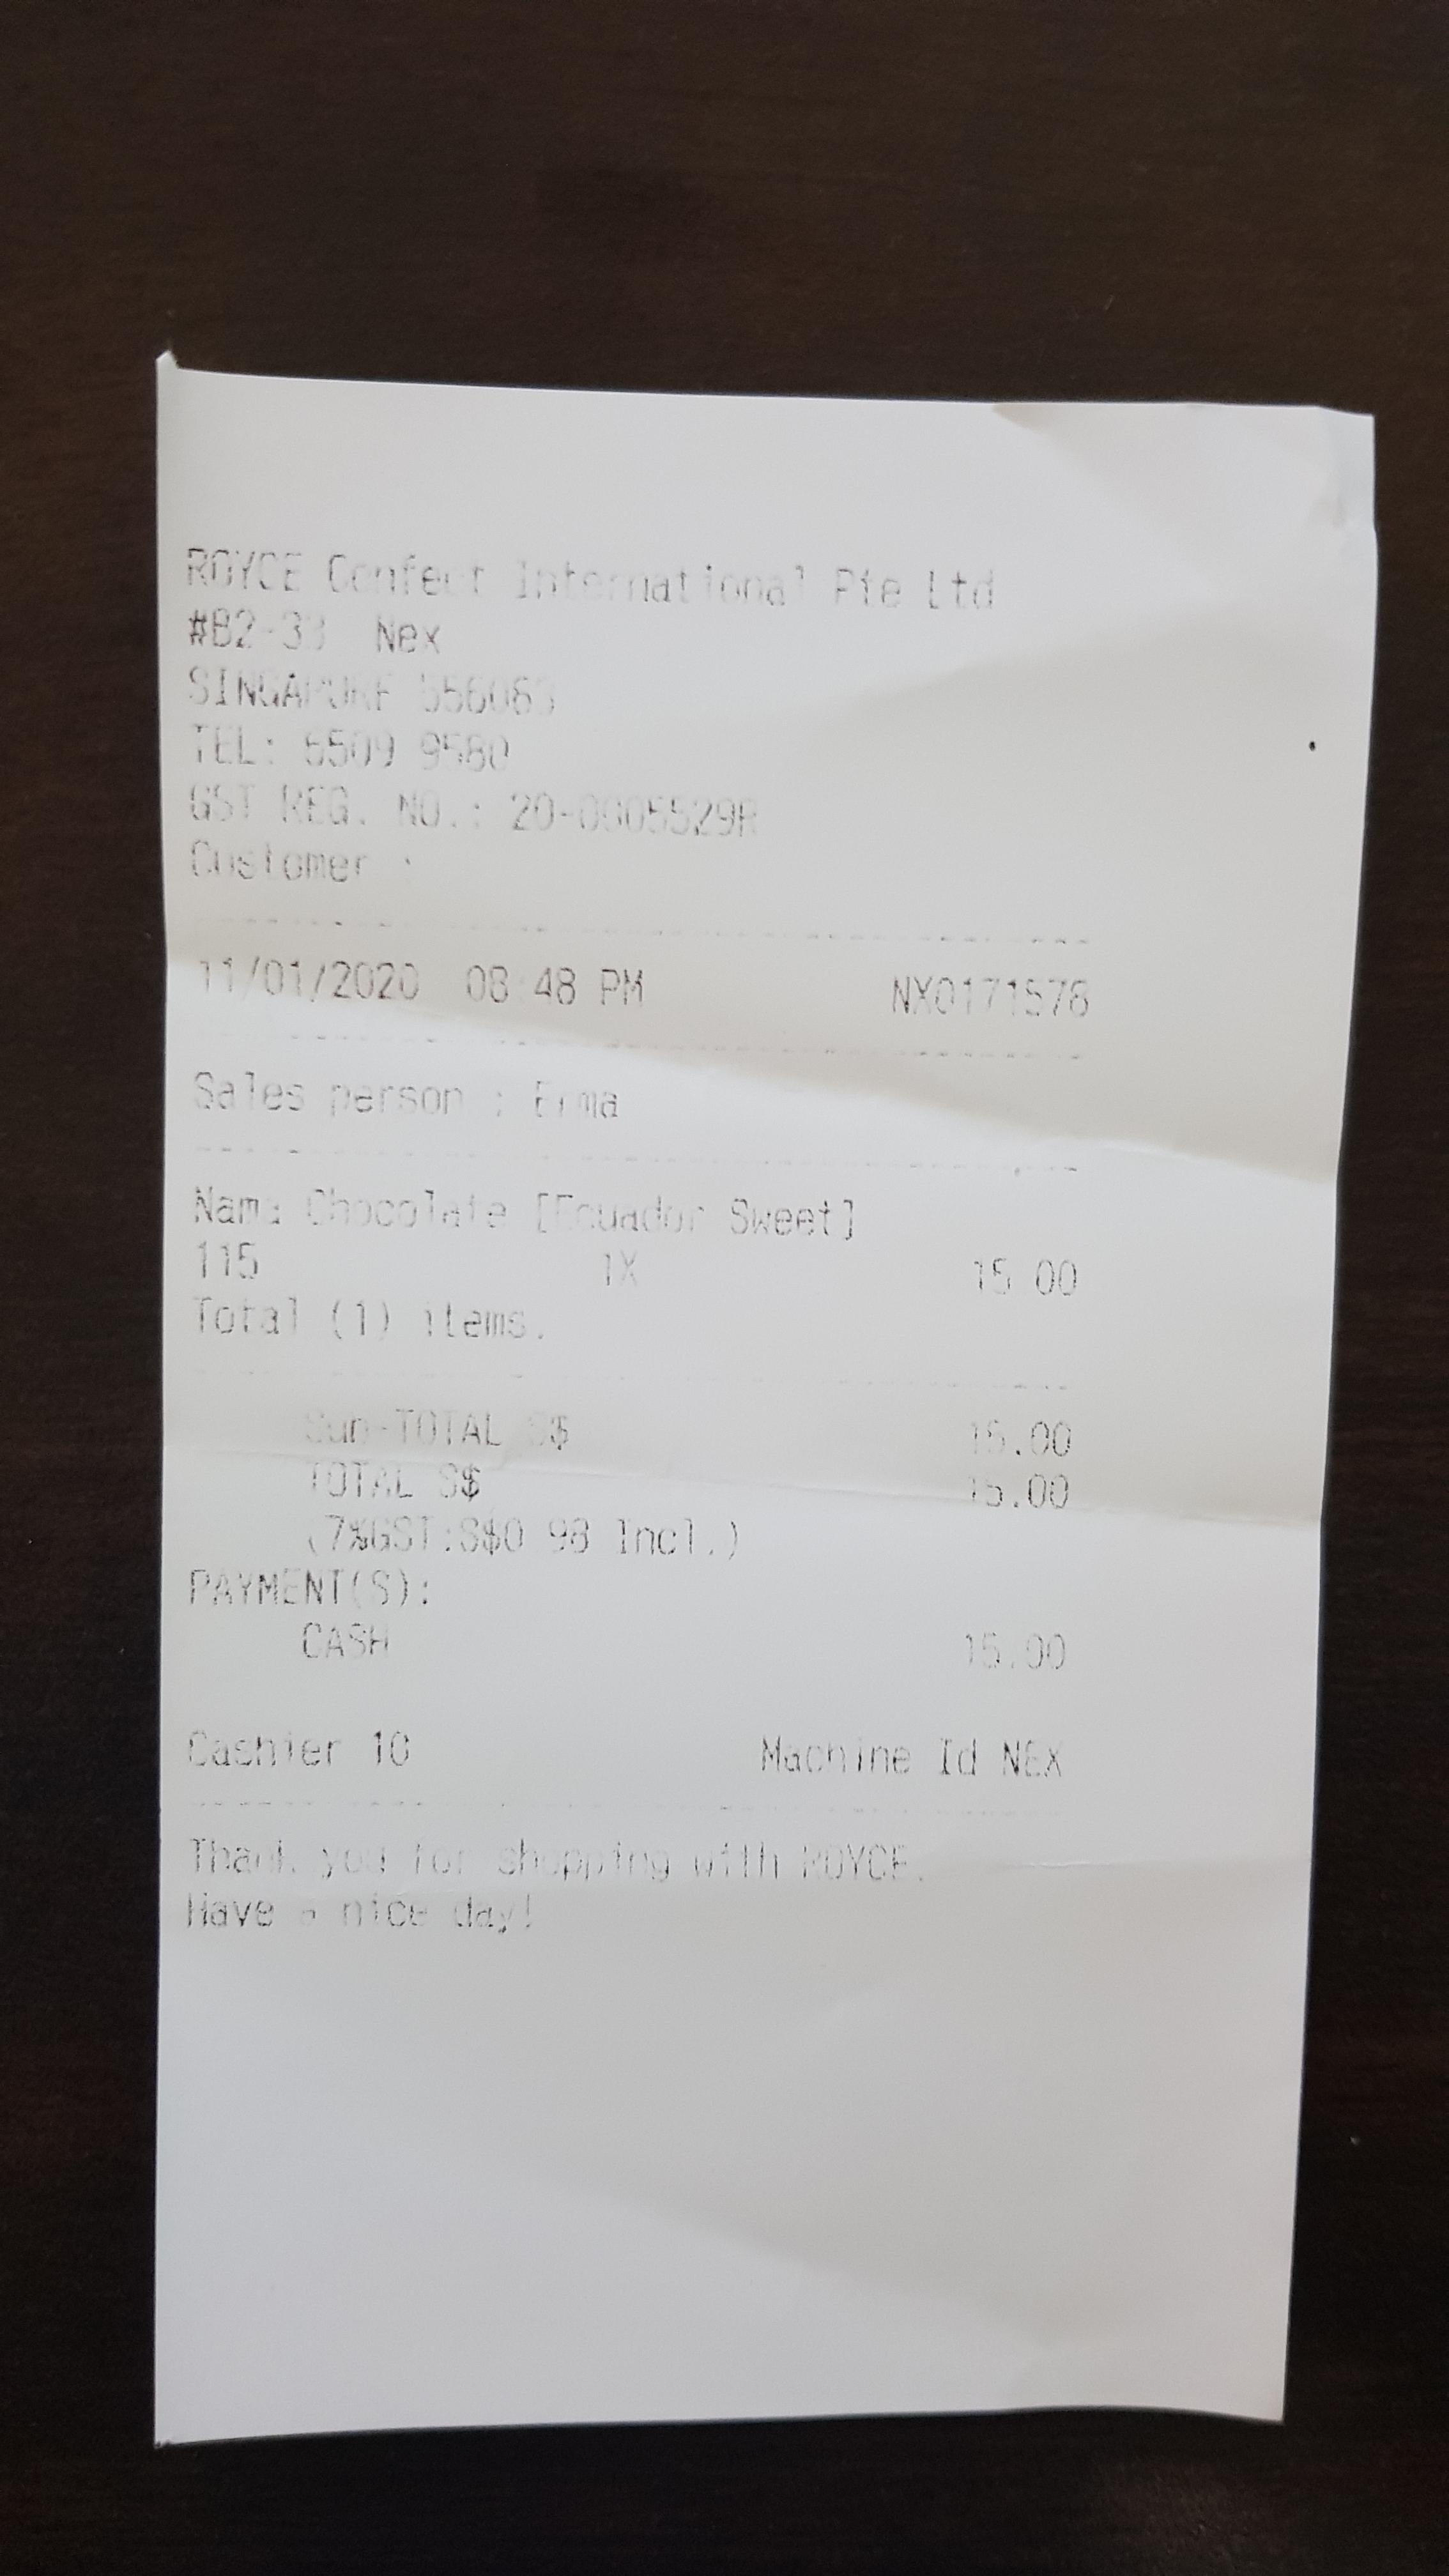 ROYCE Confect International Pte Ltd
#B2-33 Nex
SINGAPORE 556083
TEL: 6509 9580
GST REG. NO.: 20-0005529R
Customer :
11/01/2020 08:48 PM NX0171578
Sales person : Erma
Nama Chocolate [Ecuador Sweet]
115 1X 15.00
Total (1) items.
Sub-TOTAL S$ 15.00
TOTAL S$ 15.00
(7%GST:S$0.98 Incl.)
PAYMENT(S):
CASH 15.00
Cashier 10 Machine Id NEX
Thank you for shopping with ROYCE.
Have a nice day!